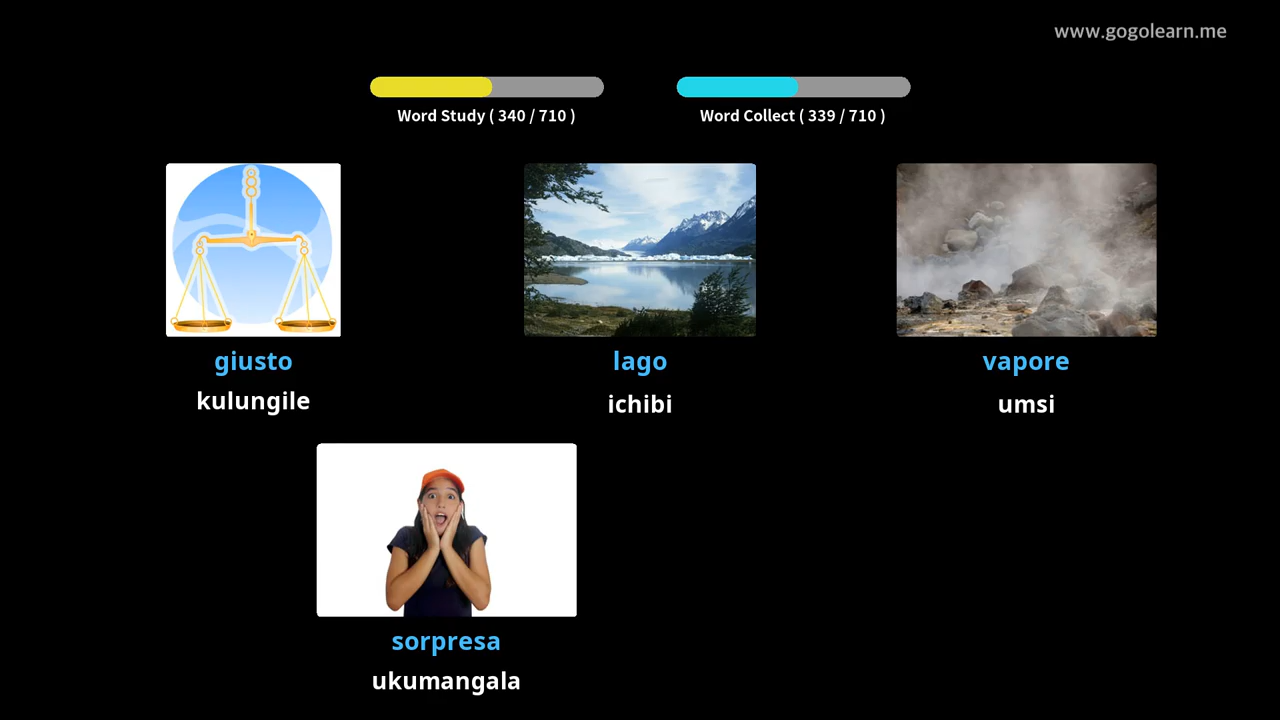 www.gogolearn.me
Word Study ( 340 / 710 )
Word Collect ( 339 / 710 )
giusto
kulungile
lago
ichibi
vapore
umsi
sorpresa
ukumangala